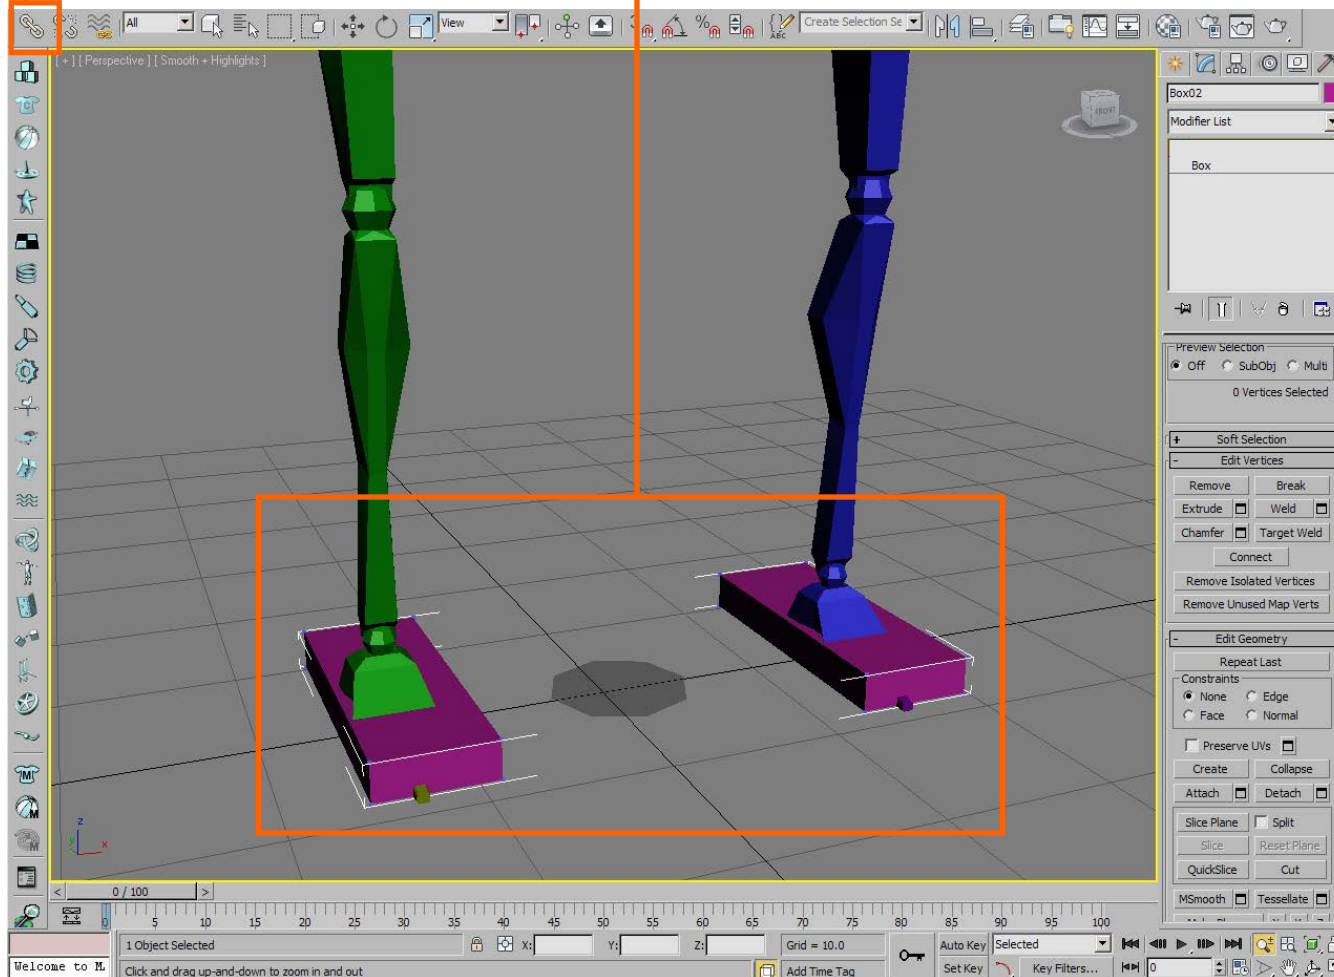 All
View
Create Selection Se
ABC
[ + ] [ Perspective ] [ Smooth + Highlights ]
FRONT
Box02
Modifier List
Box
Preview Selection
Off SubObj Multi
0 Vertices Selected
+ Soft Selection
- Edit Vertices
Remove Break
Extrude Weld
Chamfer Target Weld
Connect
Remove Isolated Vertices
Remove Unused Map Verts
- Edit Geometry
Repeat Last
Constraints
None Edge
Face Normal
Preserve UVs
Create Collapse
Attach Detach
Slice Plane Split
Slice Reset Plane
QuickSlice Cut
MSmooth Tessellate
z
y x
< 0 / 100 >
0 5 10 15 20 25 30 35 40 45 50 55 60 65 70 75 80 85 90 95 100
1 Object Selected X: Y: Z: Grid = 10.0 Auto Key Selected
Welcome to M Click and drag up-and-down to zoom in and out Add Time Tag Set Key Key Filters... 0